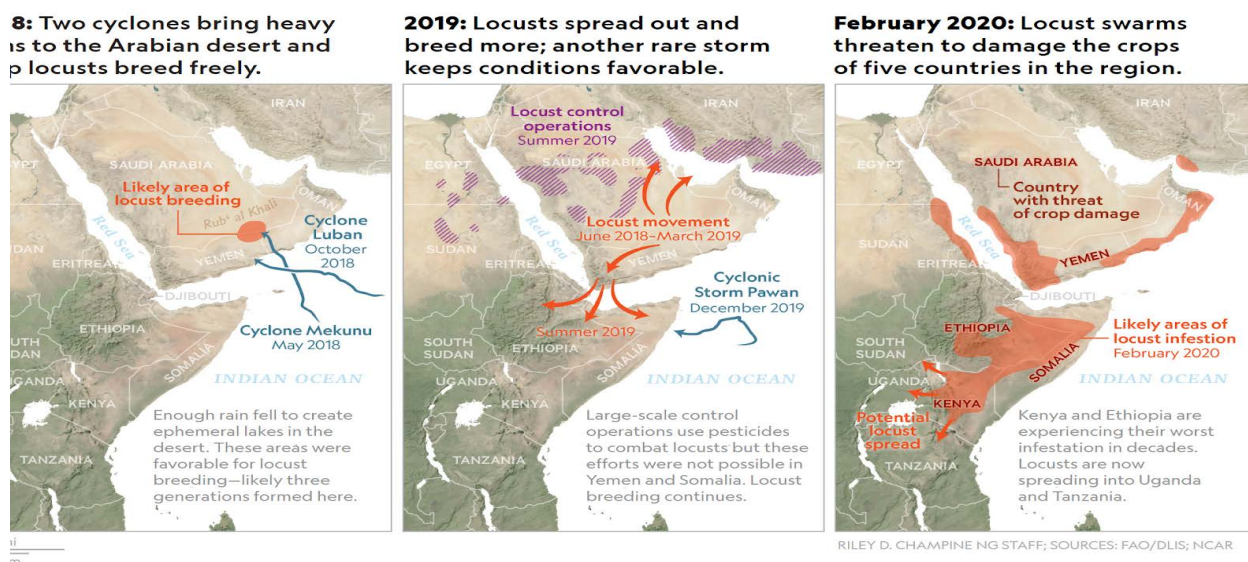 8: Two cyclones bring heavy
to the Arabian desert and
locusts breed freely.
IRAN
EGYPT
SAUDI ARABIA
Likely area of
locust breeding
Rubʿ al Khali
OMAN
Cyclone
Luban
October
2018
Red Sea
SUDAN
ERITREA
YEMEN
DJIBOUTI
Cyclone Mekunu
May 2018
ETHIOPIA
SOUTH
SUDAN
SOMALIA
UGANDA
INDIAN OCEAN
KENYA
TANZANIA
Enough rain fell to create
ephemeral lakes in the
desert. These areas were
favorable for locust
breeding—likely three
generations formed here.
2019: Locusts spread out and
breed more; another rare storm
keeps conditions favorable.
IRAN
Locust control
operations
Summer 2019
EGYPT
SAUDI ARABIA
OMAN
Locust movement
June 2018–March 2019
Red Sea
SUDAN
ERITREA
YEMEN
Cyclonic
Storm Pawan
December 2019
DJIBOUTI
Summer 2019
ETHIOPIA
SOUTH
SUDAN
SOMALIA
UGANDA
INDIAN OCEAN
KENYA
TANZANIA
Large-scale control
operations use pesticides
to combat locusts but these
efforts were not possible in
Yemen and Somalia. Locust
breeding continues.
February 2020: Locust swarms
threaten to damage the crops
of five countries in the region.
IRAN
EGYPT
SAUDI ARABIA
Country
with threat
of crop damage
OMAN
Red Sea
SUDAN
ERITREA
YEMEN
DJIBOUTI
ETHIOPIA
Likely areas of
locust infestion
February 2020
SOUTH
SUDAN
SOMALIA
UGANDA
INDIAN OCEAN
KENYA
Potential
locust
spread
TANZANIA
Kenya and Ethiopia are
experiencing their worst
infestation in decades.
Locusts are now
spreading into Uganda
and Tanzania.
RILEY D. CHAMPINE NG STAFF; SOURCES: FAO/DLIS; NCAR